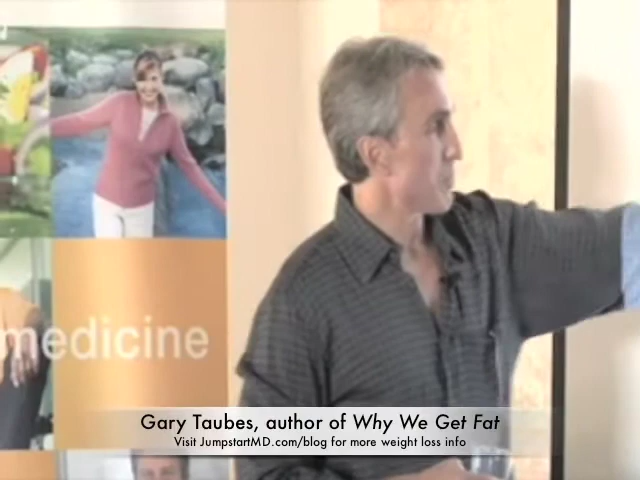 medicine
Gary Taubes, author of Why We Get Fat
Visit JumpstartMD.com/blog for more weight loss info